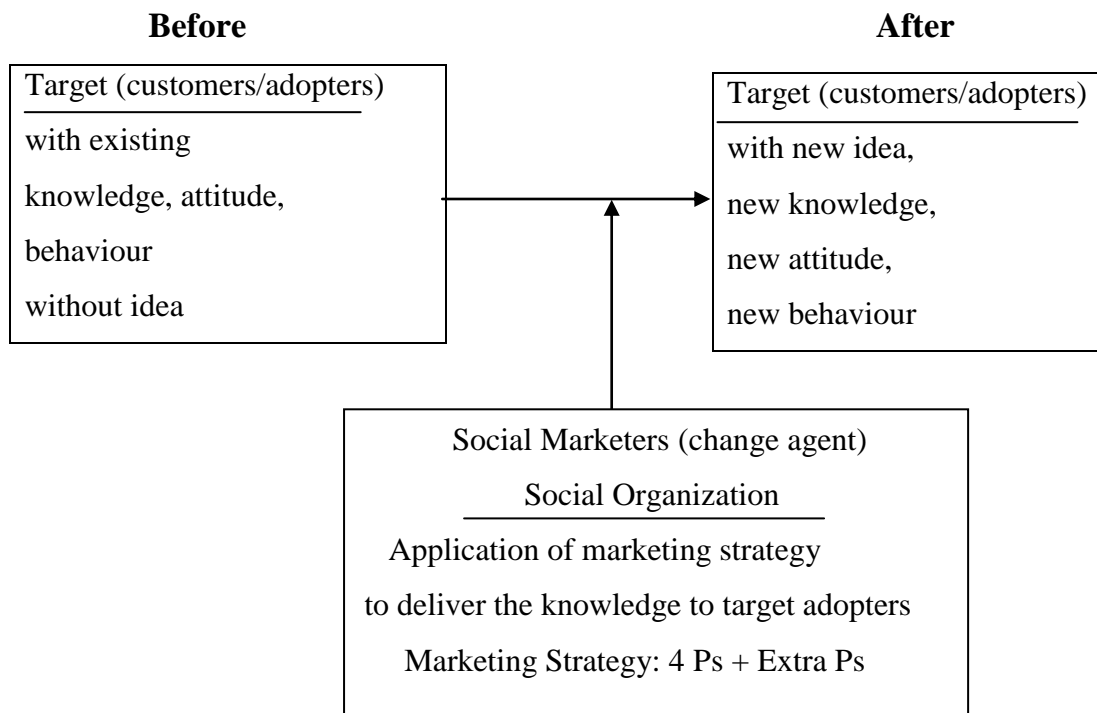 Before
After
Target (customers/adopters)
with existing
knowledge, attitude,
behaviour
without idea
Target (customers/adopters)
with new idea,
new knowledge,
new attitude,
new behaviour
Social Marketers (change agent)
Social Organization
Application of marketing strategy
to deliver the knowledge to target adopters
Marketing Strategy: 4 Ps + Extra Ps